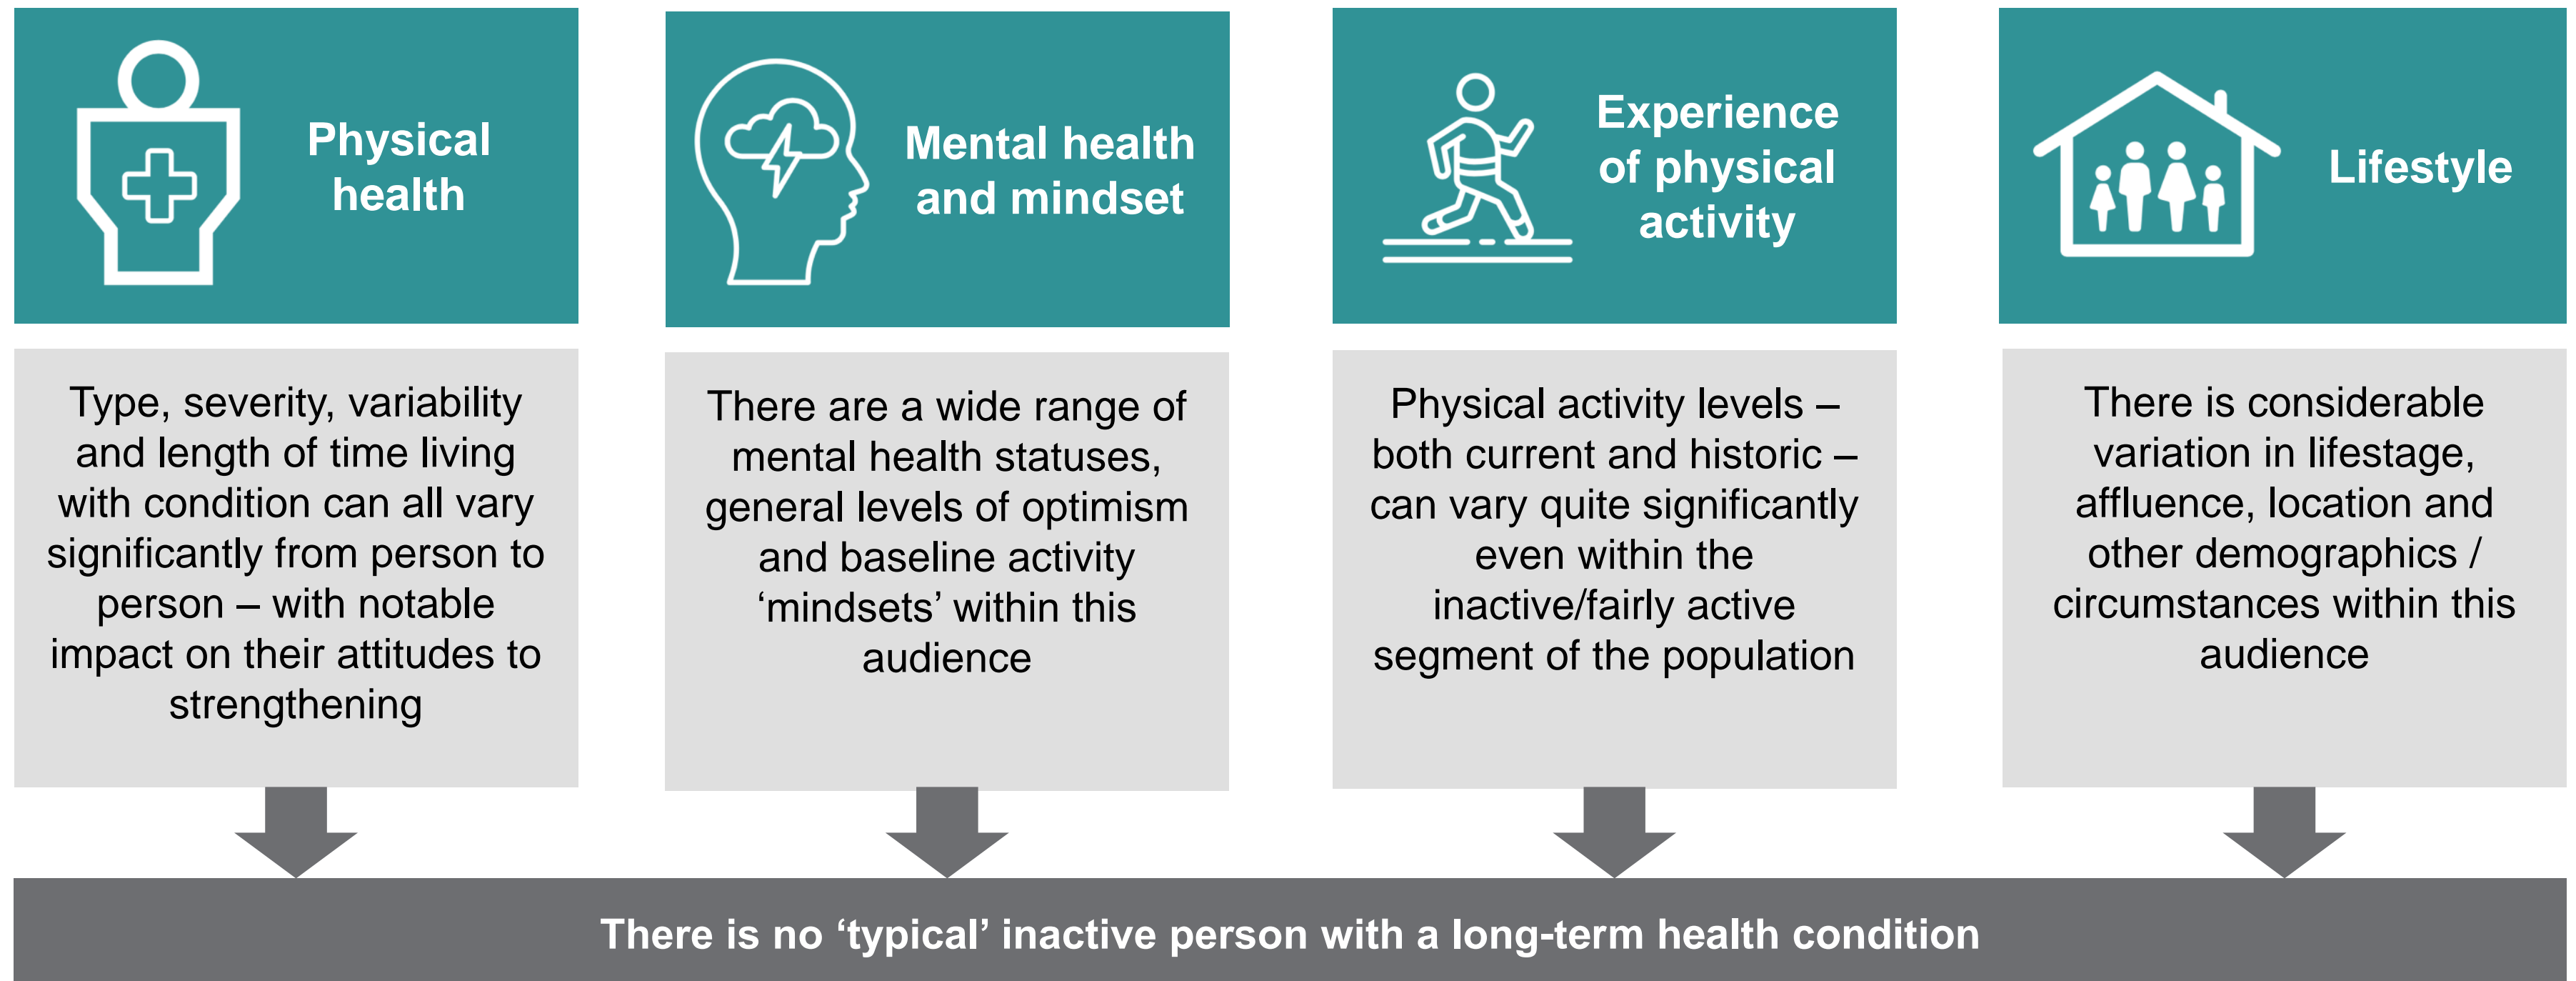 Physical
health
Type, severity, variability
and length of time living
with condition can all vary
significantly from person to
person – with notable
impact on their attitudes to
strengthening
Mental health
and mindset
There are a wide range of
mental health statuses,
general levels of optimism
and baseline activity
‘mindsets’ within this
audience
Experience
of physical
activity
Physical activity levels –
both current and historic –
can vary quite significantly
even within the
inactive/fairly active
segment of the population
Lifestyle
There is considerable
variation in lifestage,
affluence, location and
other demographics /
circumstances within this
audience
There is no ‘typical’ inactive person with a long-term health condition